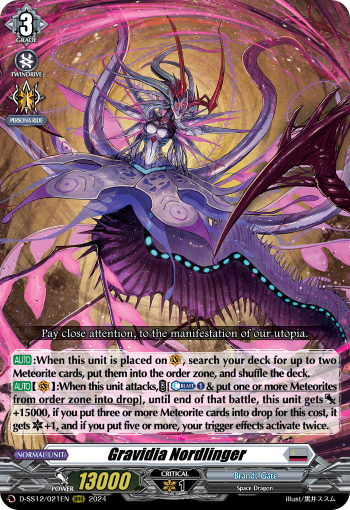 3
GRADE
TWINDRIVE!!
PERSONA RIDE
Pay close attention, to the manifestation of our utopia.
AUTO:When this unit is placed on , search your deck for up to two
Meteorite cards, put them into the order zone, and shuffle the deck.
AUTO[ ]:When this unit attacks, [BLAST 1 & put one or more Meteorites
from order zone into drop], until end of that battle, this unit gets
+15000, if you put three or more Meteorite cards into drop for this cost, it
gets +1, and if you put five or more, your trigger effects activate twice.
NORMAL UNIT
Gravidia Nordlinger
POWER 13000
CRITICAL
1
Brandt Gate
Space Dragon
D-SS12/021EN RRR 2024
illust/黒井ススム